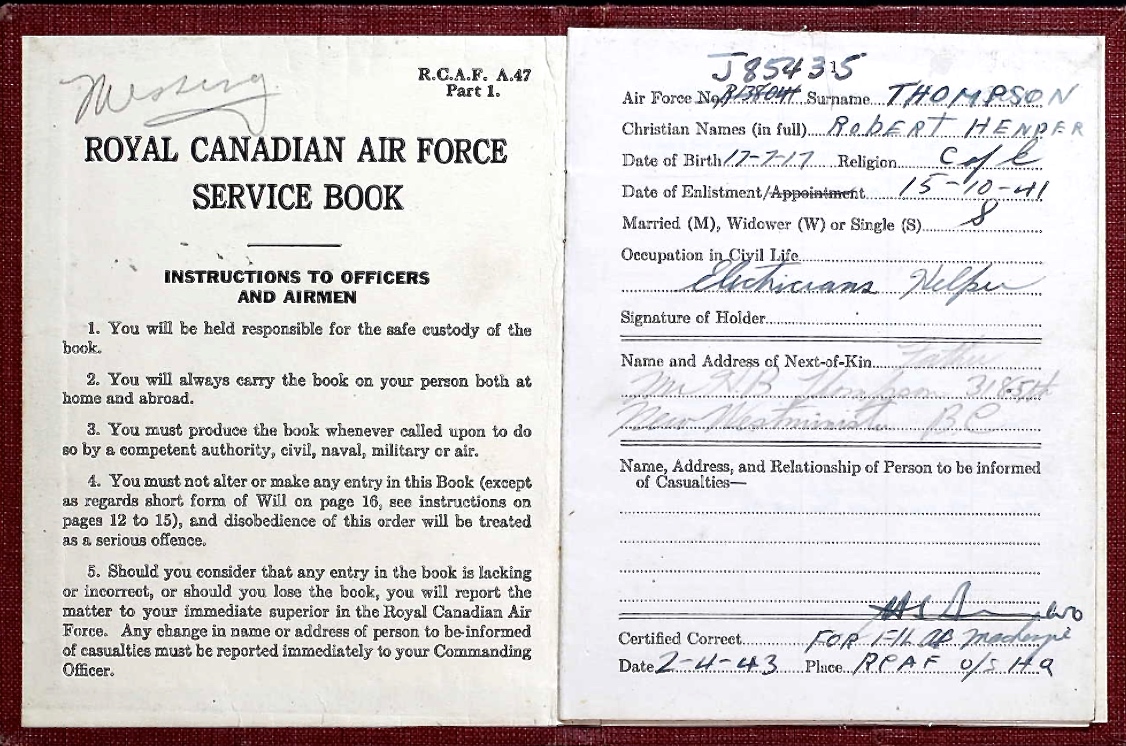 Missing
R.C.A.F. A.47
Part 1.
ROYAL CANADIAN AIR FORCE
SERVICE BOOK
INSTRUCTIONS TO OFFICERS
AND AIRMEN
1. You will be held responsible for the safe custody of the
book.
2. You will always carry the book on your person both at
home and abroad.
3. You must produce the book whenever called upon to do
so by a competent authority, civil, naval, military or air.
4. You must not alter or make any entry in this Book (except
as regards short form of Will on page 16, see instructions on
pages 12 to 15), and disobedience of this order will be treated
as a serious offence.
5. Should you consider that any entry in the book is lacking
or incorrect, or should you lose the book, you will report the
matter to your immediate superior in the Royal Canadian Air
Force. Any change in name or address of person to be informed
of casualties must be reported immediately to your Commanding
Officer.
J85435
Air Force No. Surname THOMPSON
Christian Names (in full) ROBERT HENDER
Date of Birth 17-7-17 Religion C of E
Date of Enlistment/Appointment 15-10-41
Married (M), Widower (W) or Single (S) S
Occupation in Civil Life
Electricians Helper
Signature of Holder
Name and Address of Next-of-Kin Father
Mr Thompson
New Westminster BC
Name, Address, and Relationship of Person to be informed
of Casualties—
Certified Correct FOR
Date 2-4-43 Place RCAF O/S HQ